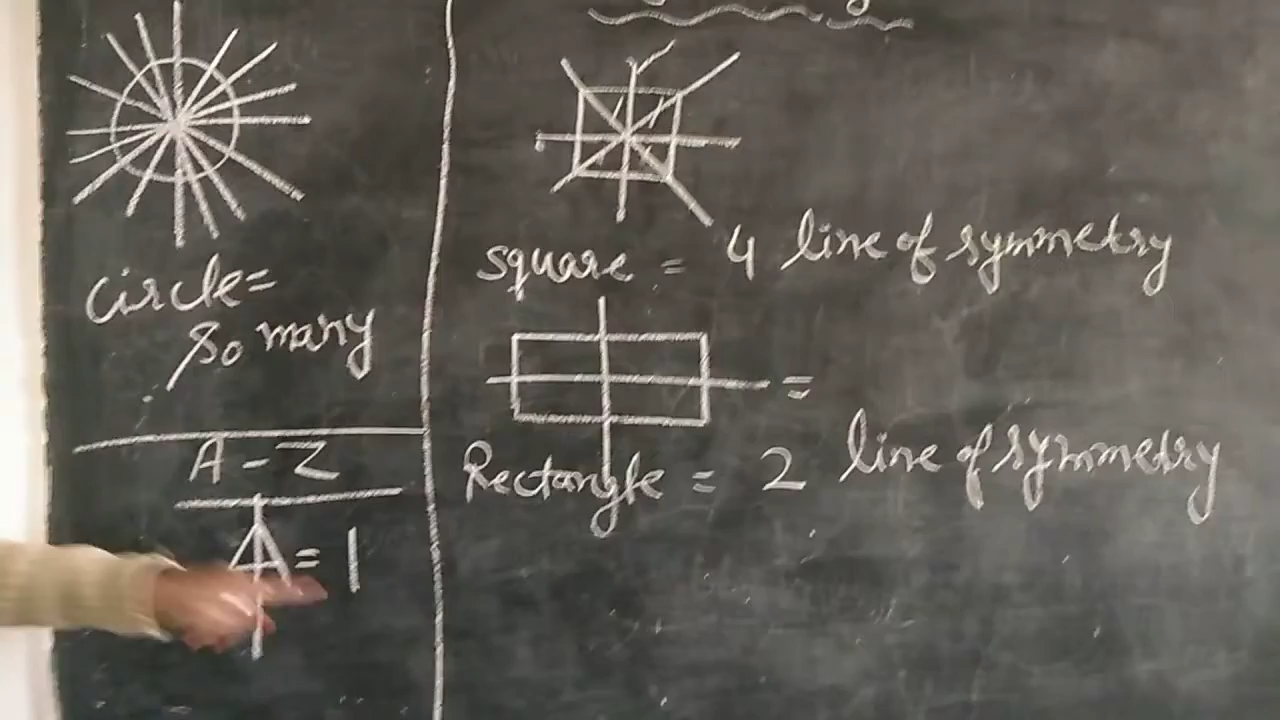 circle =
so many
A - Z
A = 1
square = 4 line of symmetry
=
Rectangle = 2 line of symmetry